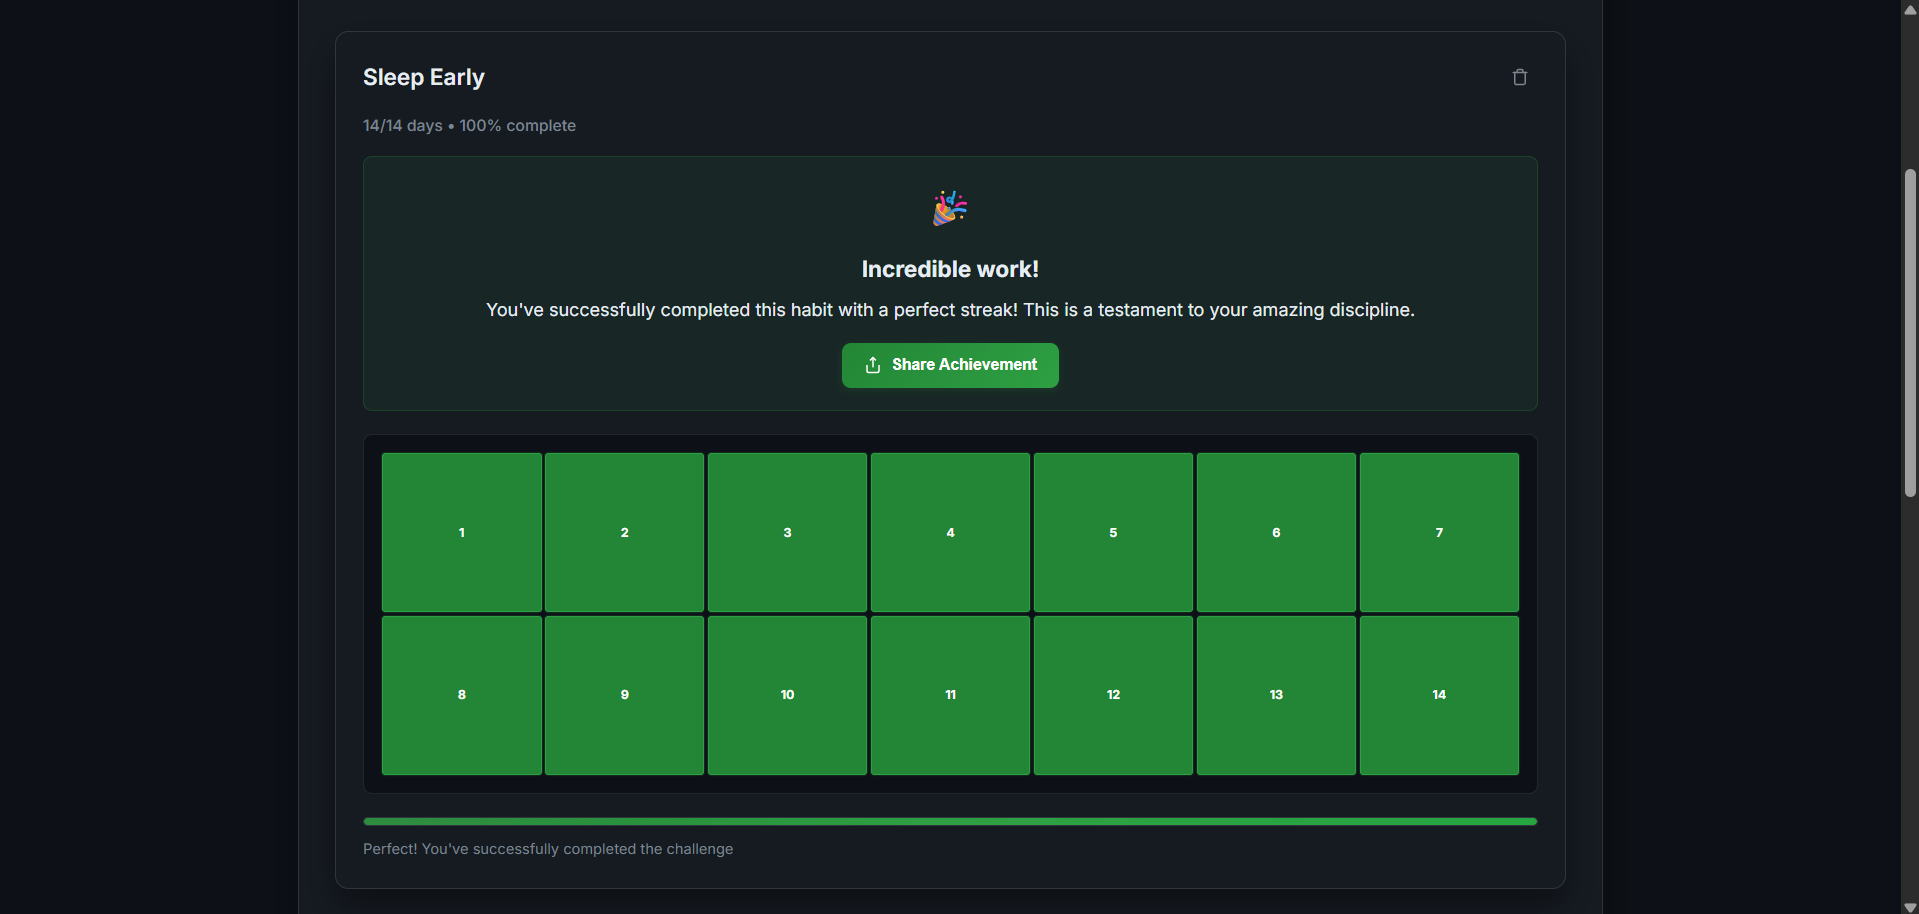 Sleep Early
14/14 days • 100% complete
Incredible work!
You've successfully completed this habit with a perfect streak! This is a testament to your amazing discipline.
Share Achievement
1 2 3 4 5 6 7
8 9 10 11 12 13 14
Perfect! You've successfully completed the challenge